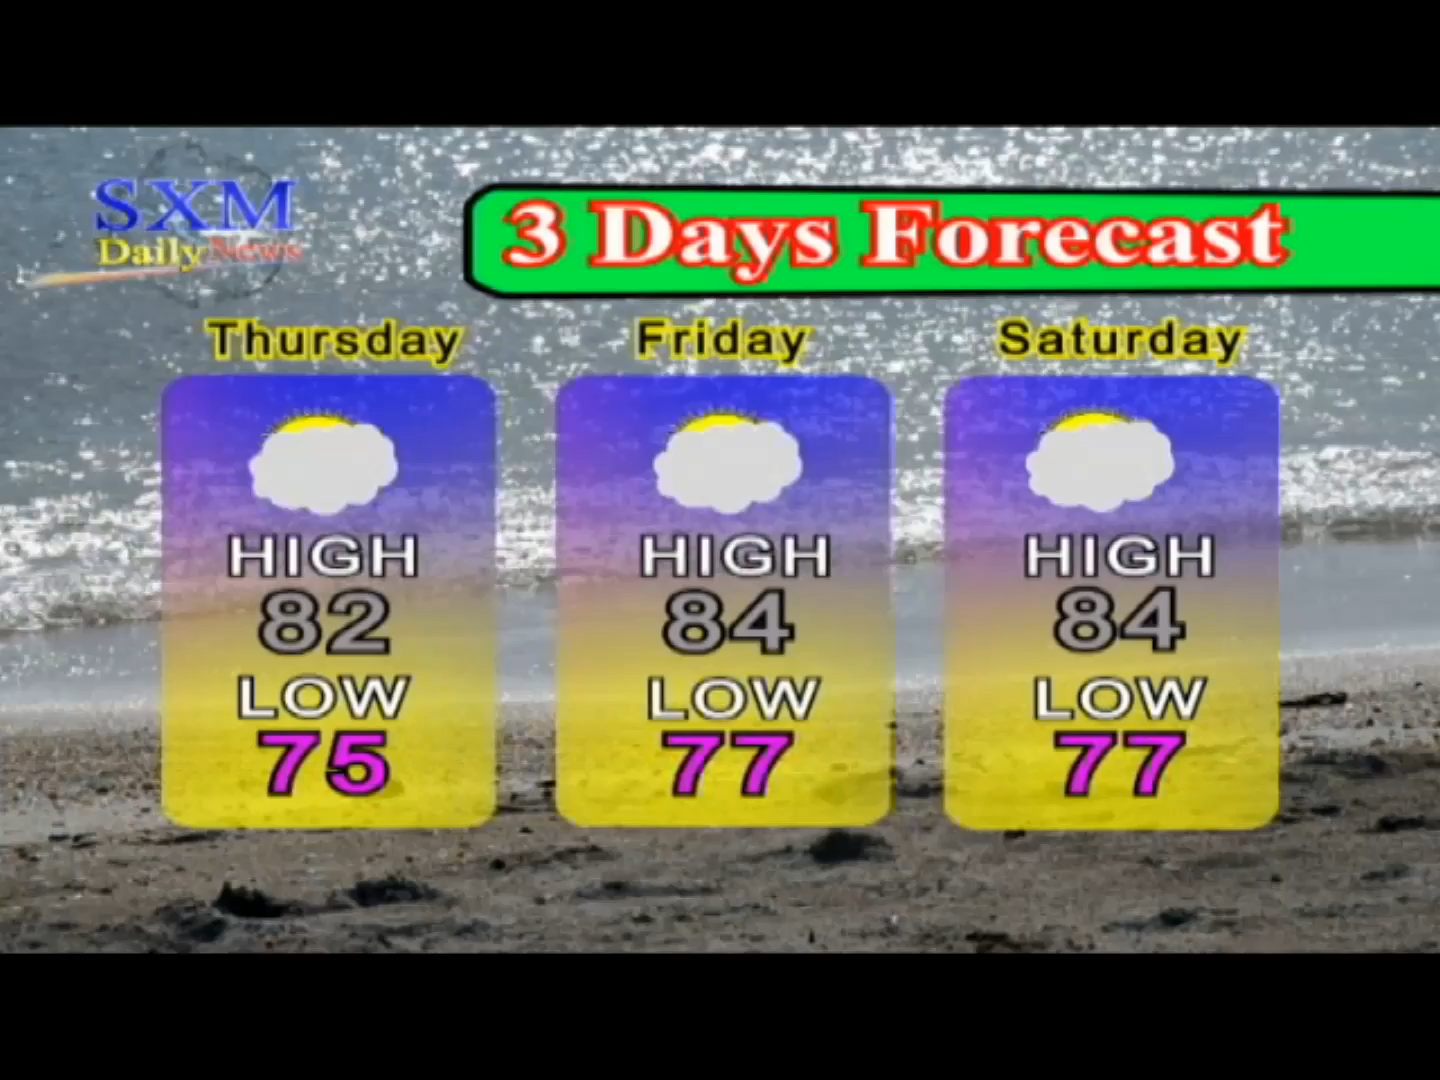 SXM
Daily News
3 Days Forecast
Thursday
Friday
Saturday
HIGH
82
LOW
75
HIGH
84
LOW
77
HIGH
84
LOW
77